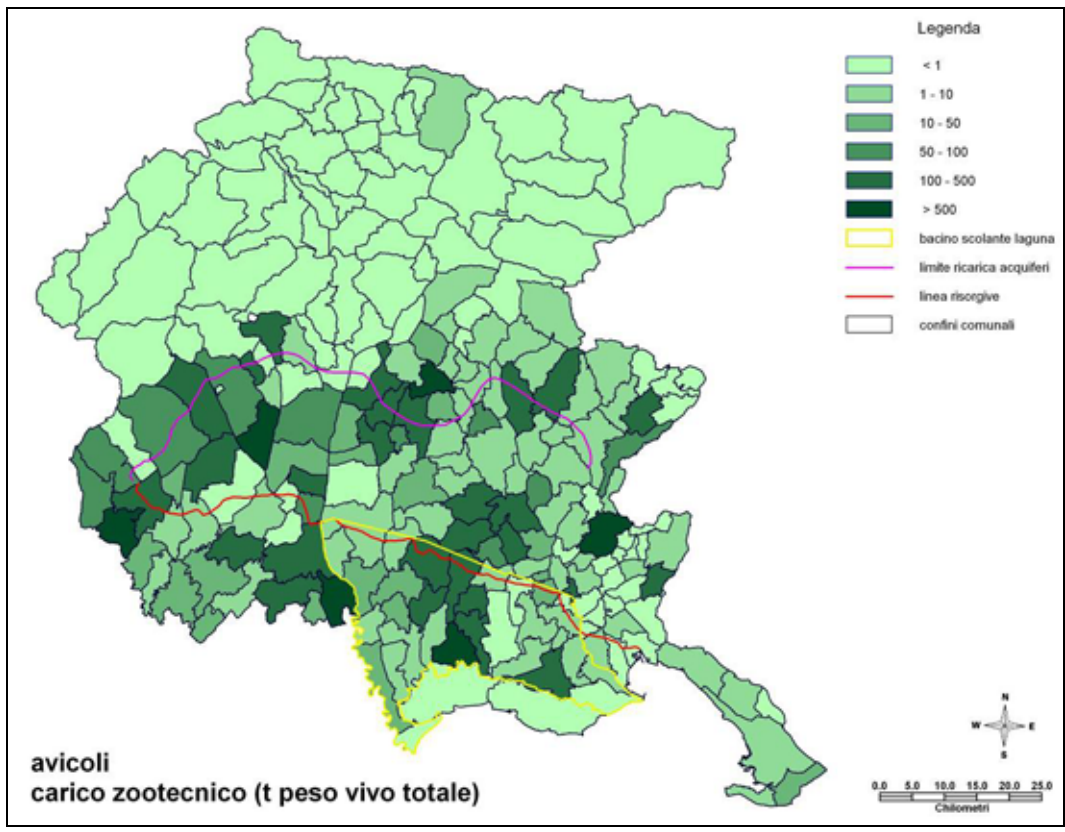 Legenda
< 1
1 - 10
10 - 50
50 - 100
100 - 500
> 500
bacino scolante laguna
limite ricarica acquiferi
linea risorgive
confini comunali
N
W E
S
avicoli
carico zootecnico (t peso vivo totale)
0.0 5.0 10.0 15.0 20.0 25.0
Chilometri